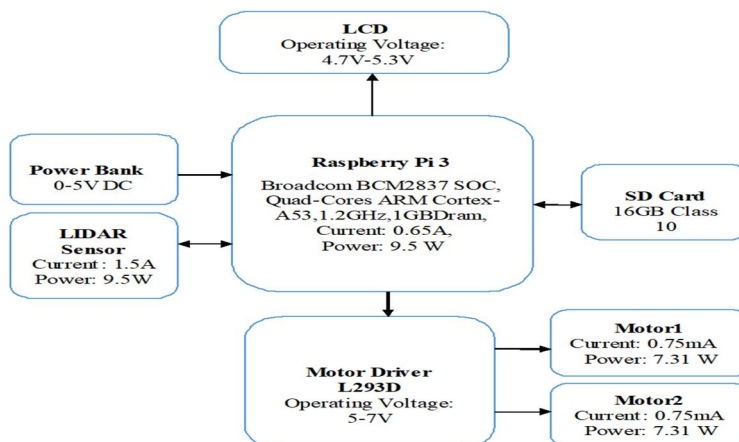 LCD
Operating Voltage:
4.7V-5.3V
Power Bank
0-5V DC
LIDAR
Sensor
Current : 1.5A
Power: 9.5W
Raspberry Pi 3
Broadcom BCM2837 SOC,
Quad-Cores ARM Cortex-
A53,1.2GHz,1GBDram,
Current: 0.65A,
Power: 9.5 W
SD Card
16GB Class
10
Motor Driver
L293D
Operating Voltage:
5-7V
Motor1
Current: 0.75mA
Power: 7.31 W
Motor2
Current: 0.75mA
Power: 7.31 W